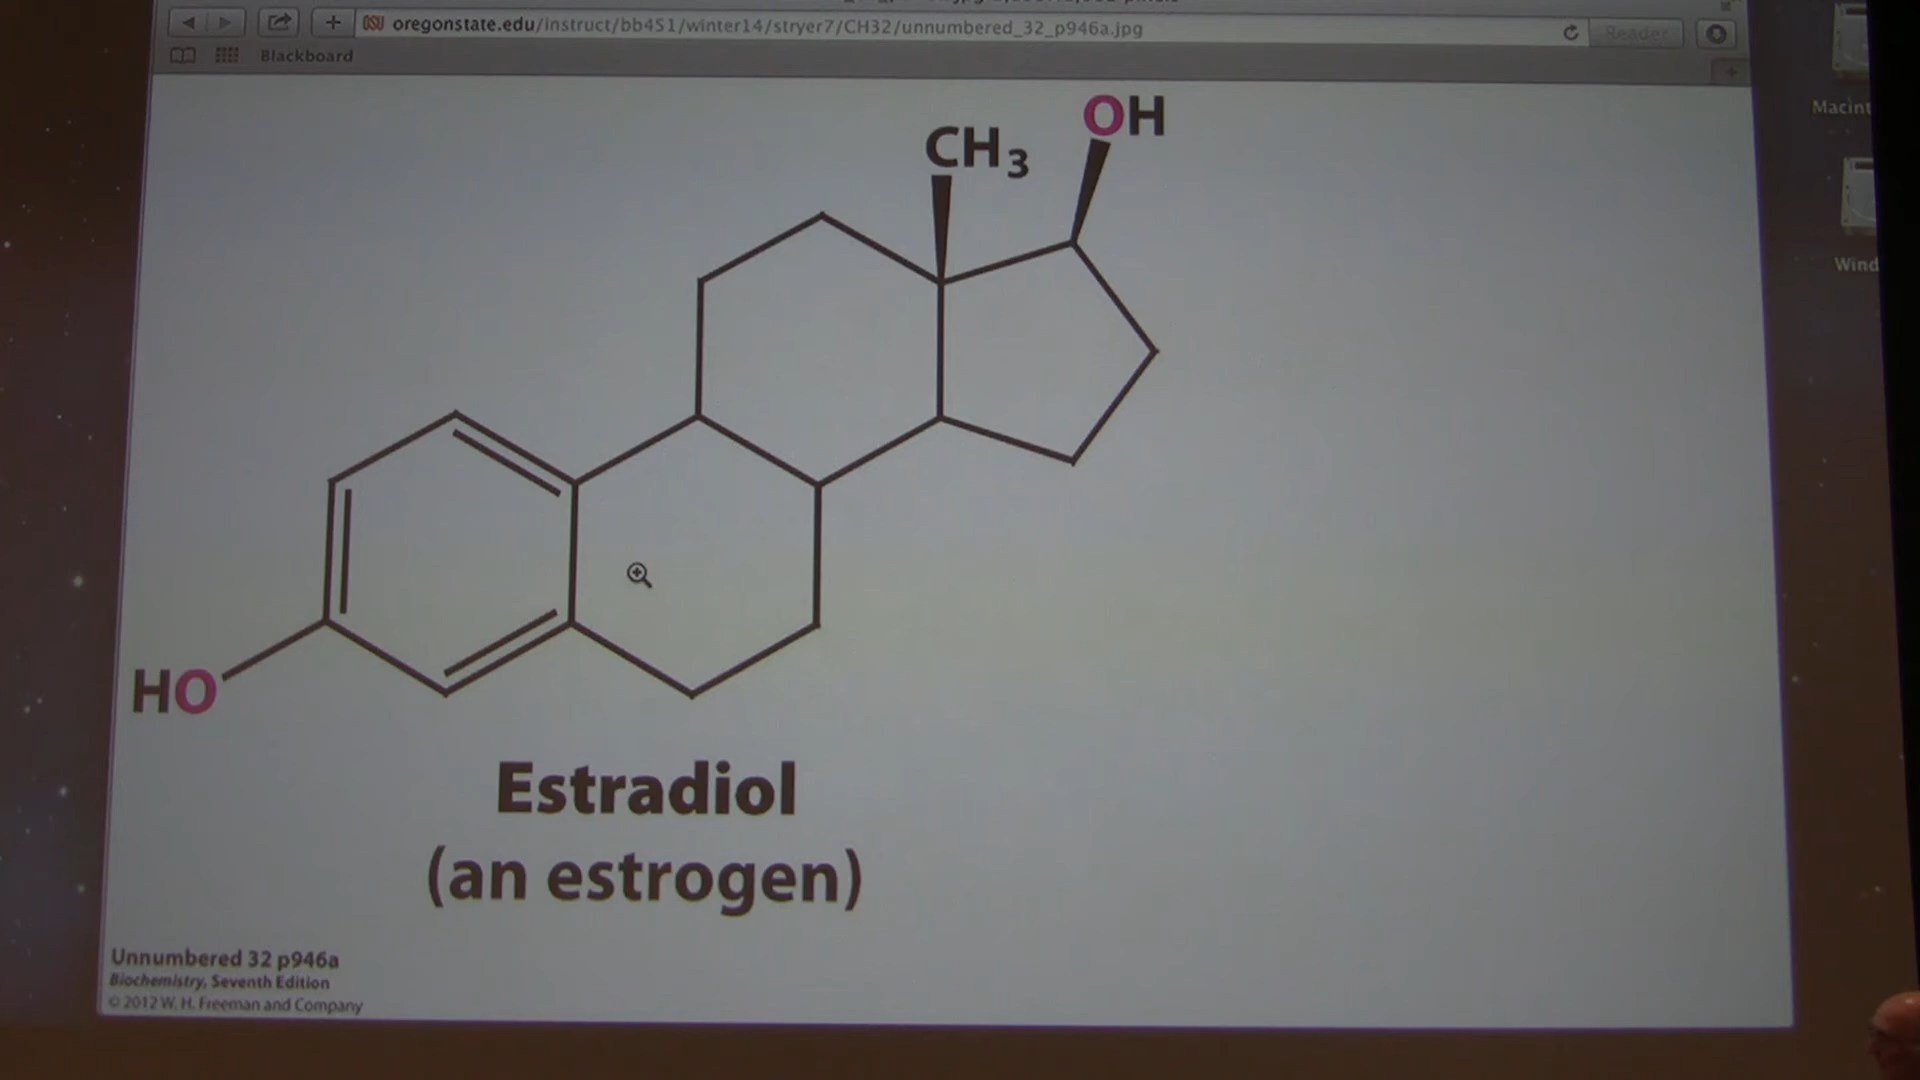 oregonstate.edu/instruct/bb451/winter14/stryer7/CH32/unnumbered_32_p946a.jpg
Reader
Blackboard
Macint
Wind
OH
CH3
HO
Estradiol
(an estrogen)
Unnumbered 32 p946a
Biochemistry, Seventh Edition
© 2012 W. H. Freeman and Company